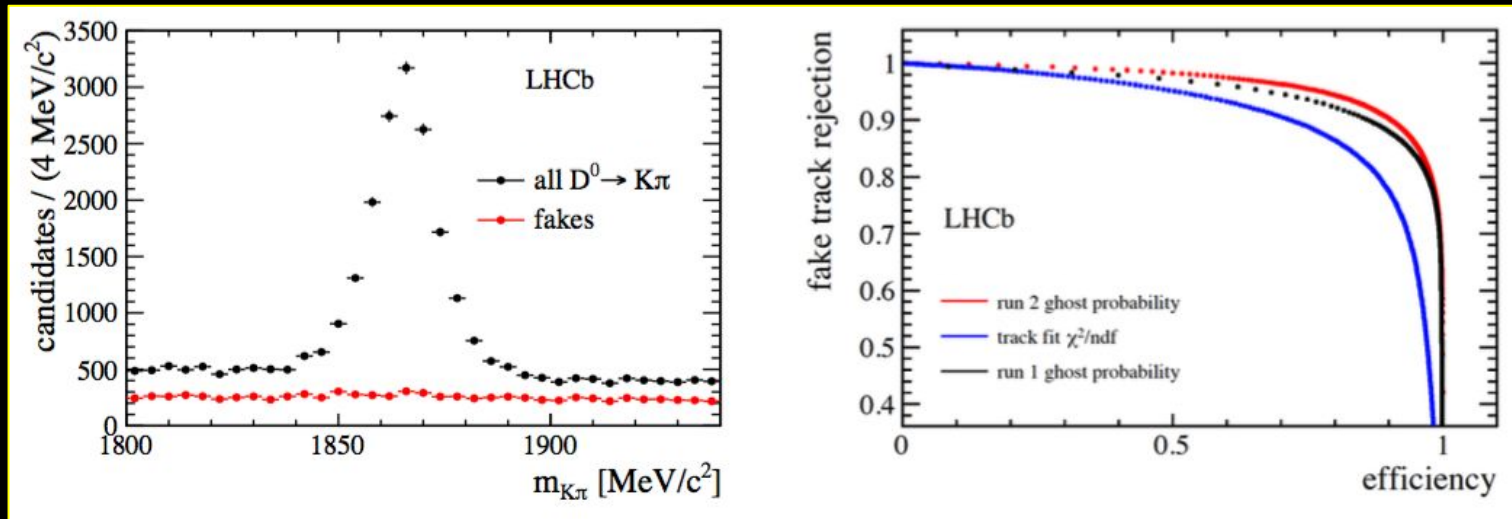 candidates / (4 MeV/c²)
3500
3000
2500
2000
1500
1000
500
0
LHCb
all D⁰→ Kπ
fakes
1800
1850
1900
m_Kπ [MeV/c²]
fake track rejection
1
0.9
0.8
0.7
0.6
0.5
0.4
LHCb
run 2 ghost probability
track fit χ²/ndf
run 1 ghost probability
0
0.5
1
efficiency